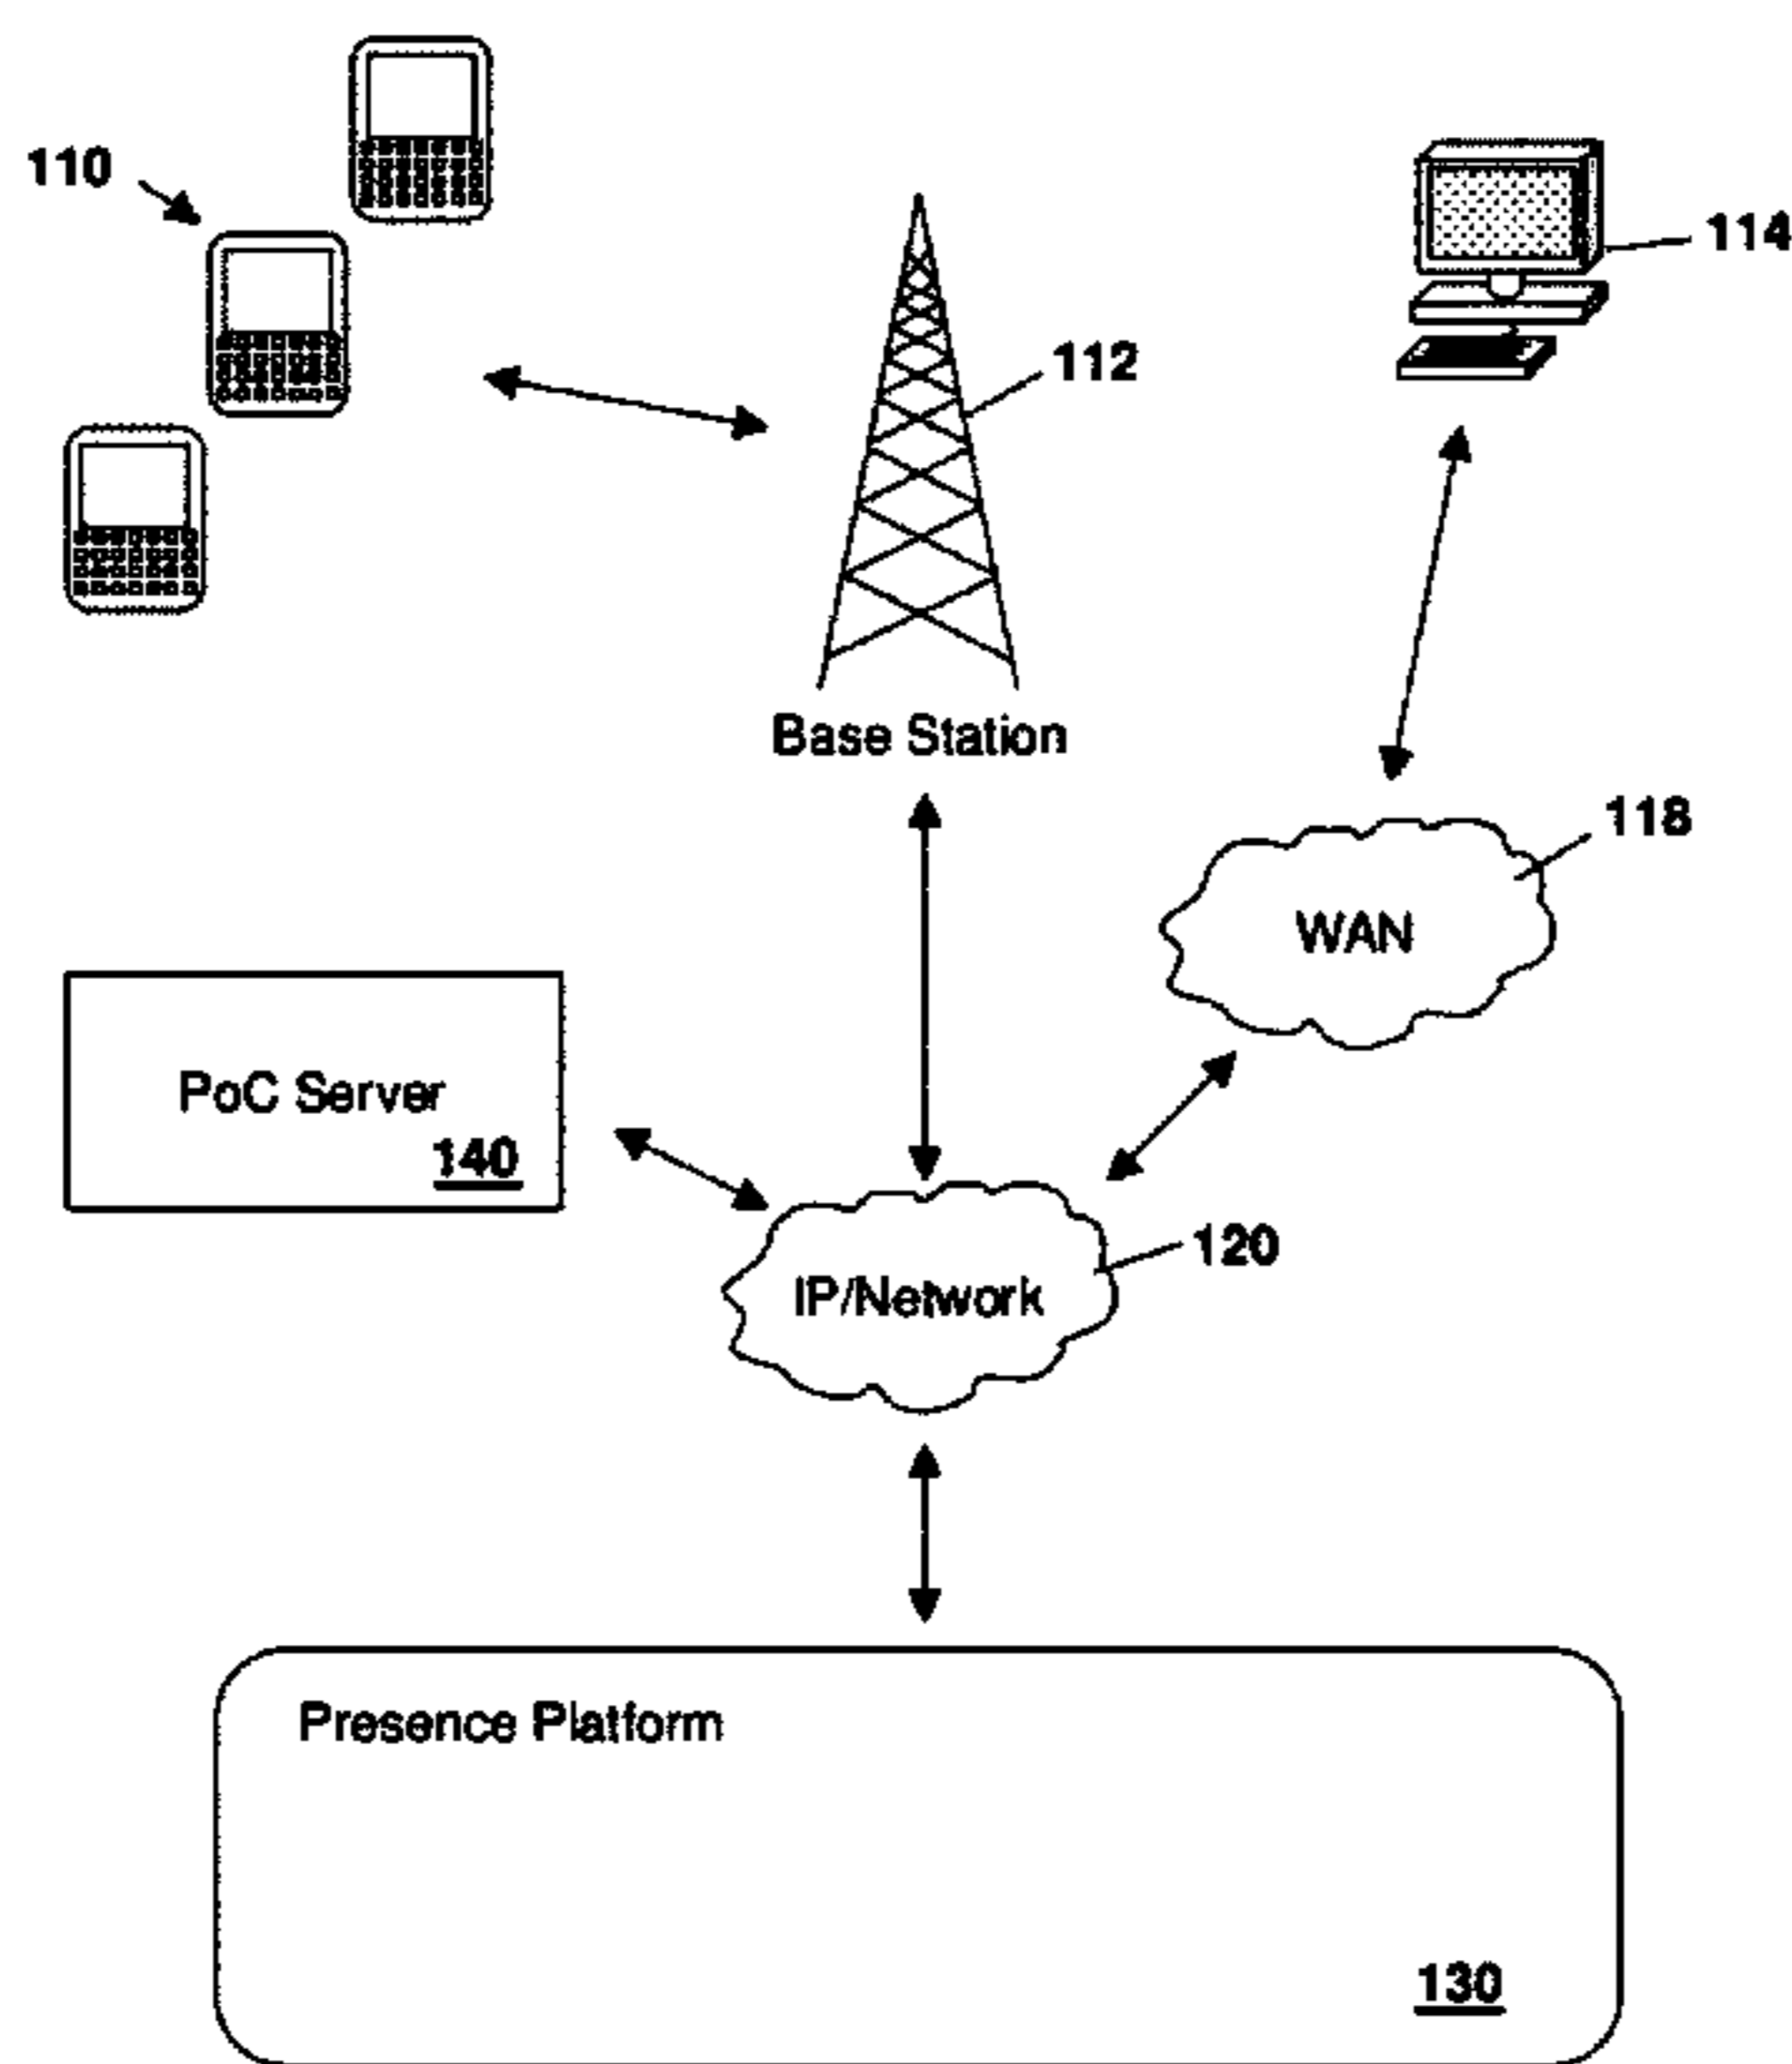 110
114
112
Base Station
118
WAN
PoC Server
140
120
IP/Network
Presence Platform
130